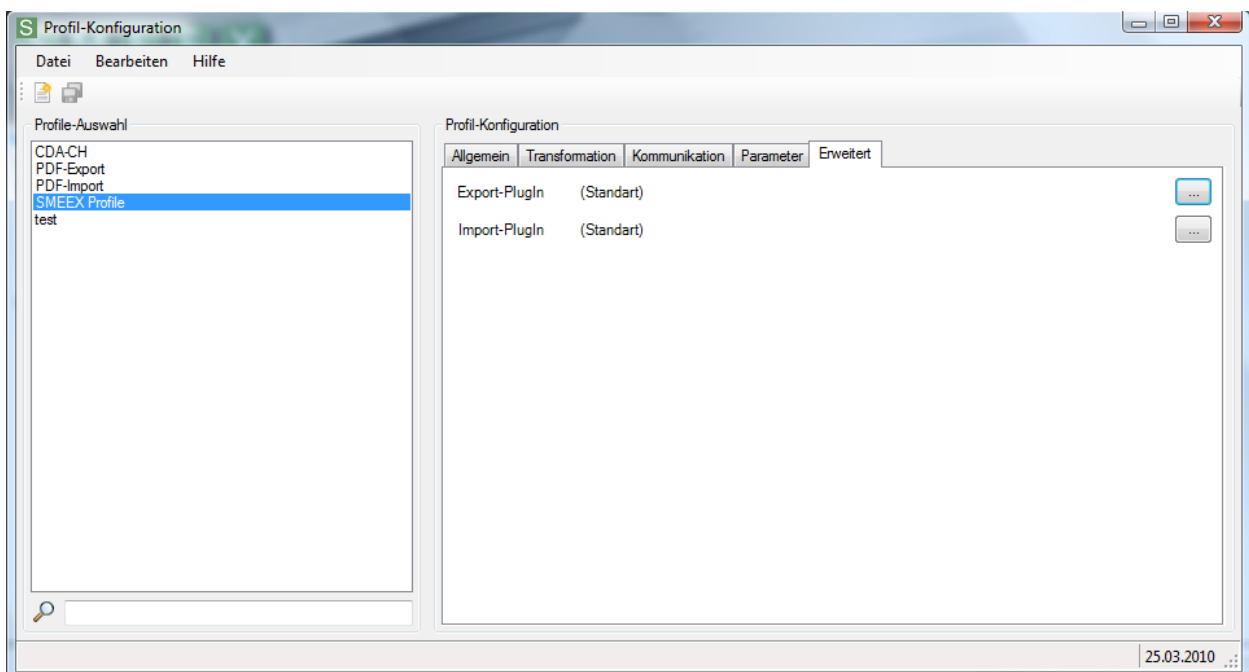 S Profil-Konfiguration
Datei Bearbeiten Hilfe
Profile-Auswahl
CDA-CH
PDF-Export
PDF-Import
SMEEX Profile
test
Profil-Konfiguration
Allgemein Transformation Kommunikation Parameter Erweitert
Export-PlugIn (Standart) ...
Import-PlugIn (Standart) ...
25.03.2010